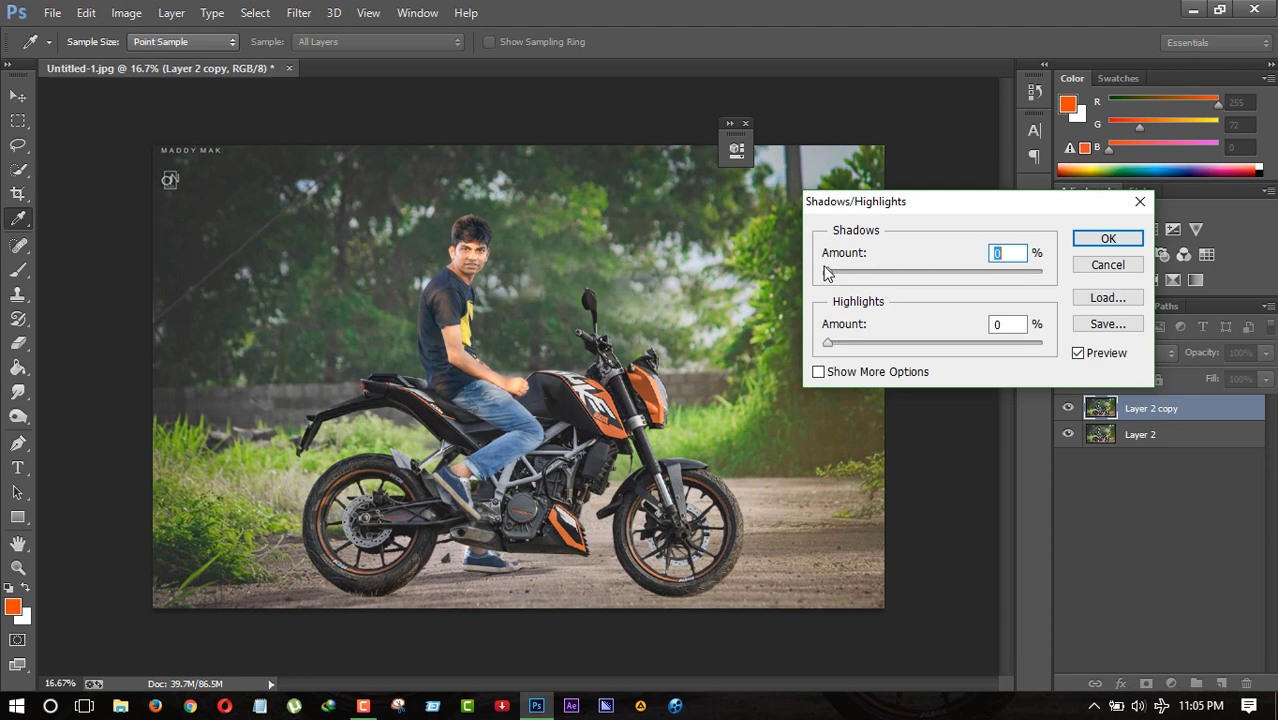 Ps File Edit Image Layer Type Select Filter 3D View Window Help
Sample Size: Point Sample Sample: All Layers Show Sampling Ring Essentials
Untitled-1.jpg @ 16.7% (Layer 2 copy, RGB/8) *
Color Swatches
R 255
G 72
B 0
MADDY MAK
Shadows/Highlights
Shadows
Amount: 0 %
Highlights
Amount: 0 %
Show More Options
OK
Cancel
Load...
Save...
Preview
Paths
Opacity: 100%
Fill: 100%
Layer 2 copy
Layer 2
16.67% Doc: 39.7M/86.5M
Ps Ae 11:05 PM